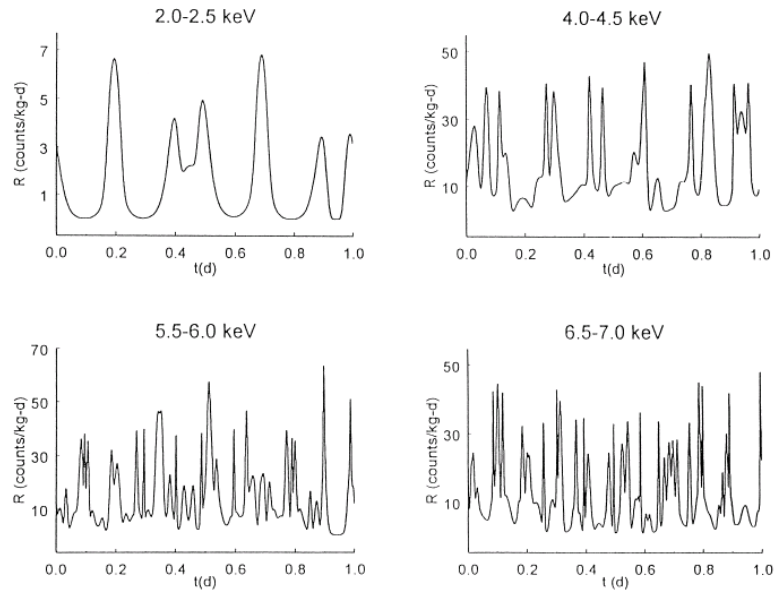 2.0-2.5 keV
R (counts/kg-d)
7
5
3
1
0.0 0.2 0.4 0.6 0.8 1.0
t(d)
4.0-4.5 keV
R (counts/kg-d)
50
30
10
0.0 0.2 0.4 0.6 0.8 1.0
t(d)
5.5-6.0 keV
R (counts/kg-d)
70
50
30
10
0.0 0.2 0.4 0.6 0.8 1.0
t(d)
6.5-7.0 keV
R (counts/kg-d)
50
30
10
0.0 0.2 0.4 0.6 0.8 1.0
t (d)